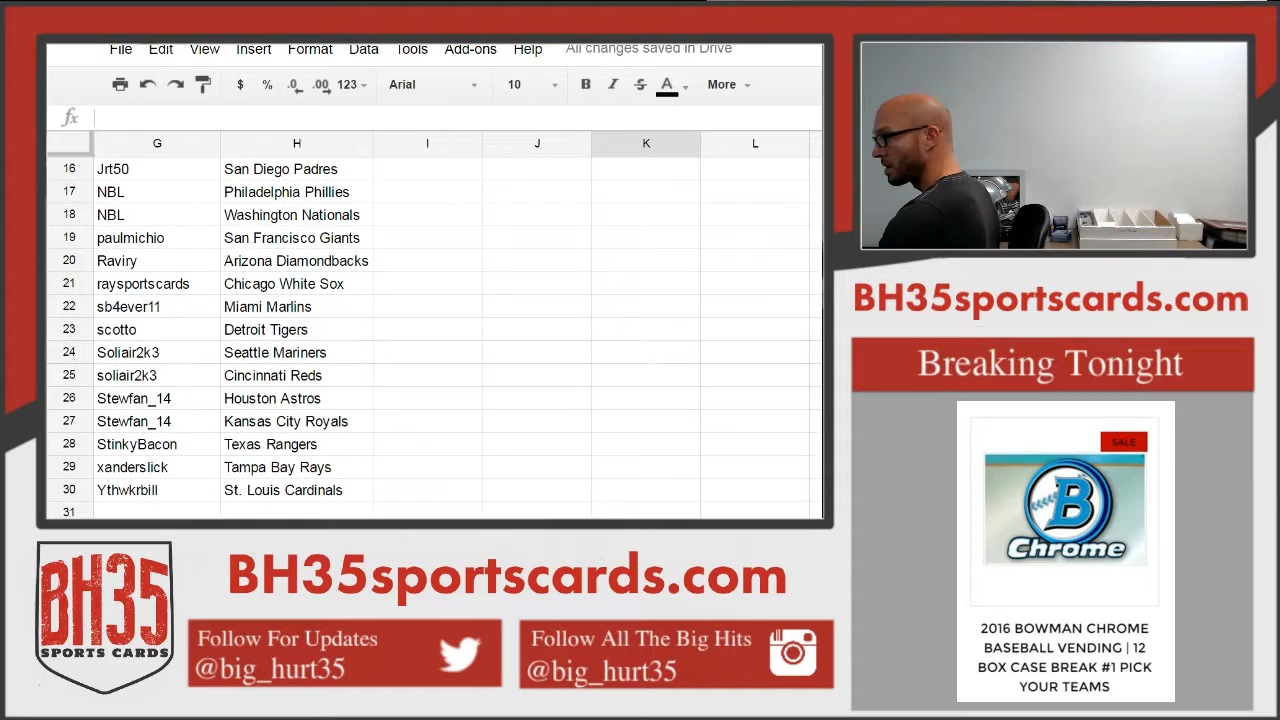 File Edit View Insert Format Data Tools Add-ons Help All changes saved in Drive
$ % .0 .00 123 Arial 10 B I S A More
fx
G H I J K L
16 Jrt50 San Diego Padres
17 NBL Philadelphia Phillies
18 NBL Washington Nationals
19 paulmichio San Francisco Giants
20 Raviry Arizona Diamondbacks
21 raysportscards Chicago White Sox
22 sb4ever11 Miami Marlins
23 scotto Detroit Tigers
24 Soliair2k3 Seattle Mariners
25 soliair2k3 Cincinnati Reds
26 Stewfan_14 Houston Astros
27 Stewfan_14 Kansas City Royals
28 StinkyBacon Texas Rangers
29 xanderslick Tampa Bay Rays
30 Ythwkrbill St. Louis Cardinals
31
BH35sportscards.com
Breaking Tonight
SALE
B
Chrome
2016 BOWMAN CHROME
BASEBALL VENDING | 12
BOX CASE BREAK #1 PICK
YOUR TEAMS
BH35
SPORTS CARDS
BH35sportscards.com
Follow For Updates
@big_hurt35
Follow All The Big Hits
@big_hurt35